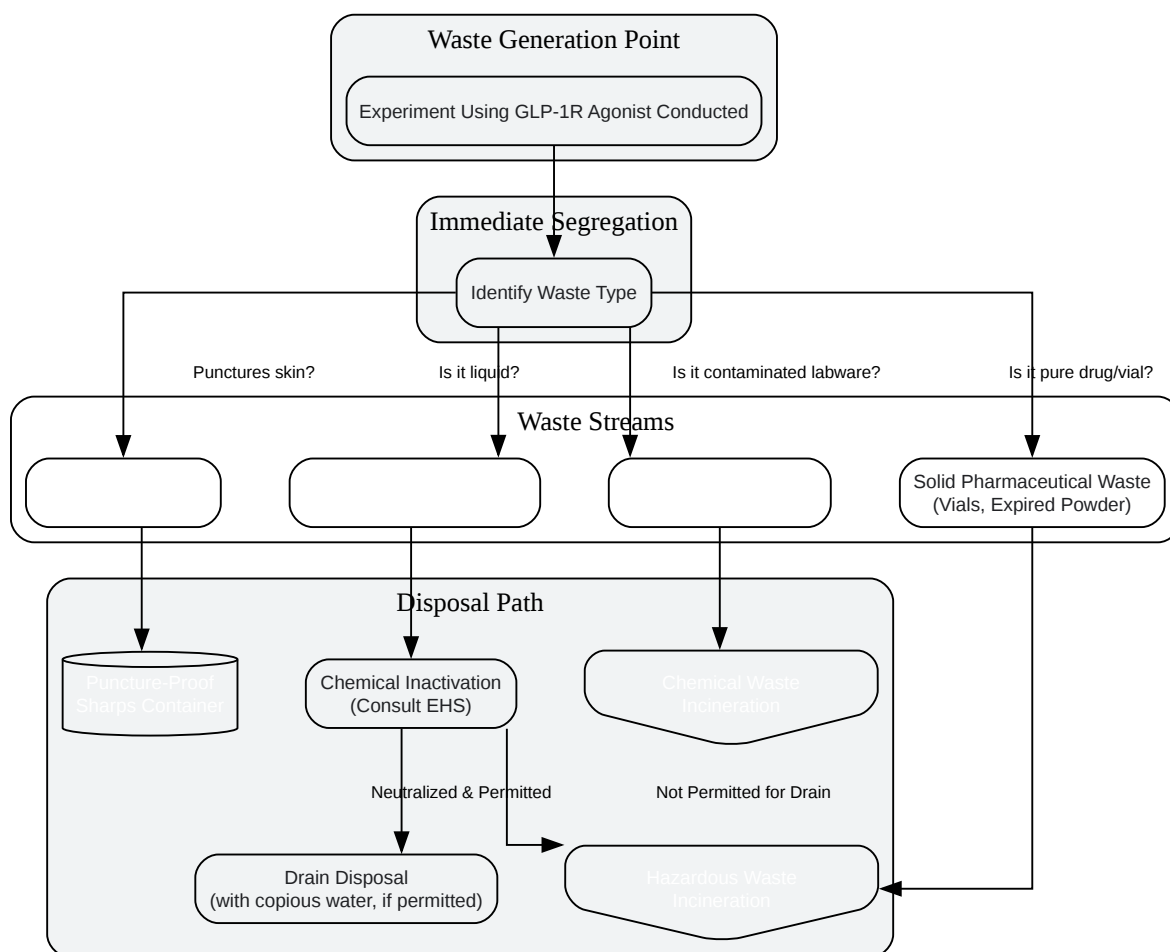 Waste Generation Point
Experiment Using GLP-1R Agonist Conducted
Immediate Segregation
Identify Waste Type
Punctures skin?
Is it liquid?
Is it contaminated labware?
Is it pure drug/vial?
Waste Streams
Solid Pharmaceutical Waste
(Vials, Expired Powder)
Disposal Path
Puncture-Proof
Sharps Container
Chemical Inactivation
(Consult EHS)
Chemical Waste
Incineration
Neutralized & Permitted
Not Permitted for Drain
Drain Disposal
(with copious water, if permitted)
Hazardous Waste
Incineration